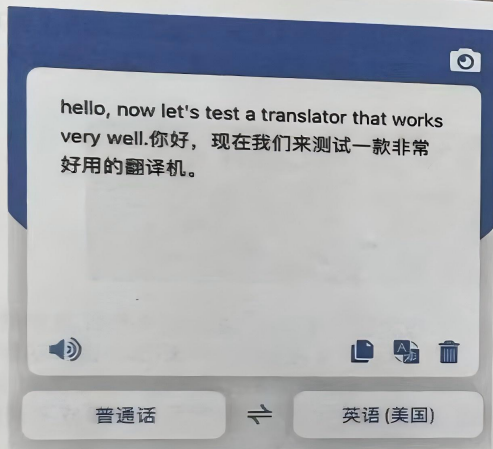 hello, now let's test a translator that works
very well.你好，现在我们来测试一款非常
好用的翻译机。
普通话 ⇌ 英语 (美国)